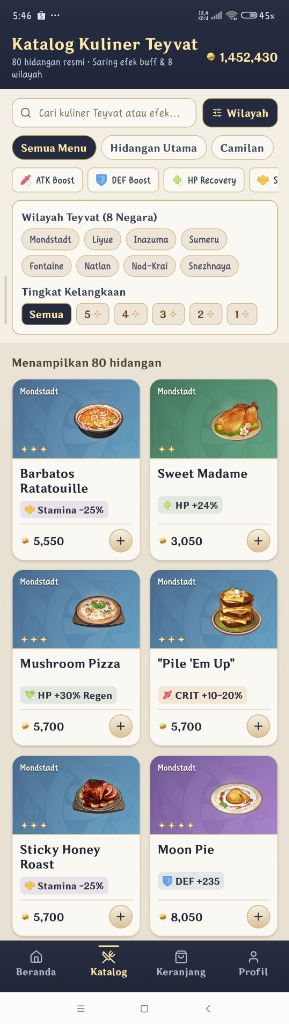 5:46
45%
Katalog Kuliner Teyvat
80 hidangan resmi · Saring efek buff & 8 wilayah
1,452,430
Cari kuliner Teyvat atau efek...
Wilayah
Semua Menu
Hidangan Utama
Camilan
ATK Boost
DEF Boost
HP Recovery
S
Wilayah Teyvat (8 Negara)
Mondstadt
Liyue
Inazuma
Sumeru
Fontaine
Natlan
Nod-Krai
Snezhnaya
Tingkat Kelangkaan
Semua
5
4
3
2
1
Menampilkan 80 hidangan
Mondstadt
Barbatos
Ratatouille
Stamina -25%
5,550
+
Mondstadt
Sweet Madame
HP +24%
3,050
+
Mondstadt
Mushroom Pizza
HP +30% Regen
5,700
+
Mondstadt
"Pile 'Em Up"
CRIT +10-20%
5,700
+
Mondstadt
Sticky Honey
Roast
Stamina -25%
5,700
+
Mondstadt
Moon Pie
DEF +235
8,050
+
Beranda
Katalog
Keranjang
Profil